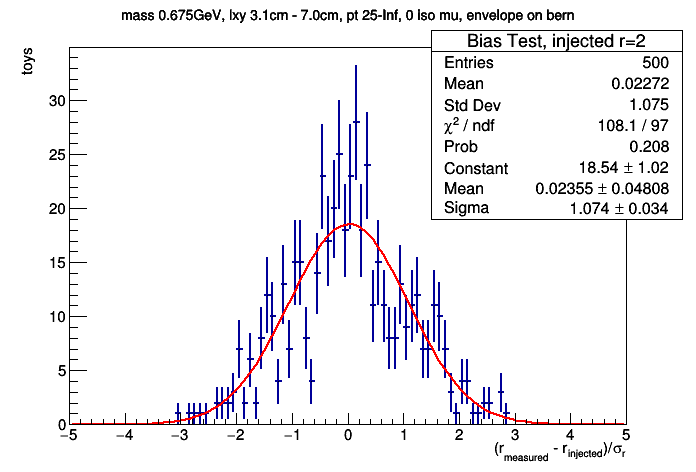 mass 0.675GeV, lxy 3.1cm - 7.0cm, pt 25-Inf, 0 Iso mu, envelope on bern
toys
Bias Test, injected r=2
Entries 500
Mean 0.02272
Std Dev 1.075
χ² / ndf 108.1 / 97
Prob 0.208
Constant 18.54 ± 1.02
Mean 0.02355 ± 0.04808
Sigma 1.074 ± 0.034
30
25
20
15
10
5
0
−5 −4 −3 −2 −1 0 1 2 3 4 5
(r_measured - r_injected)/σ_r